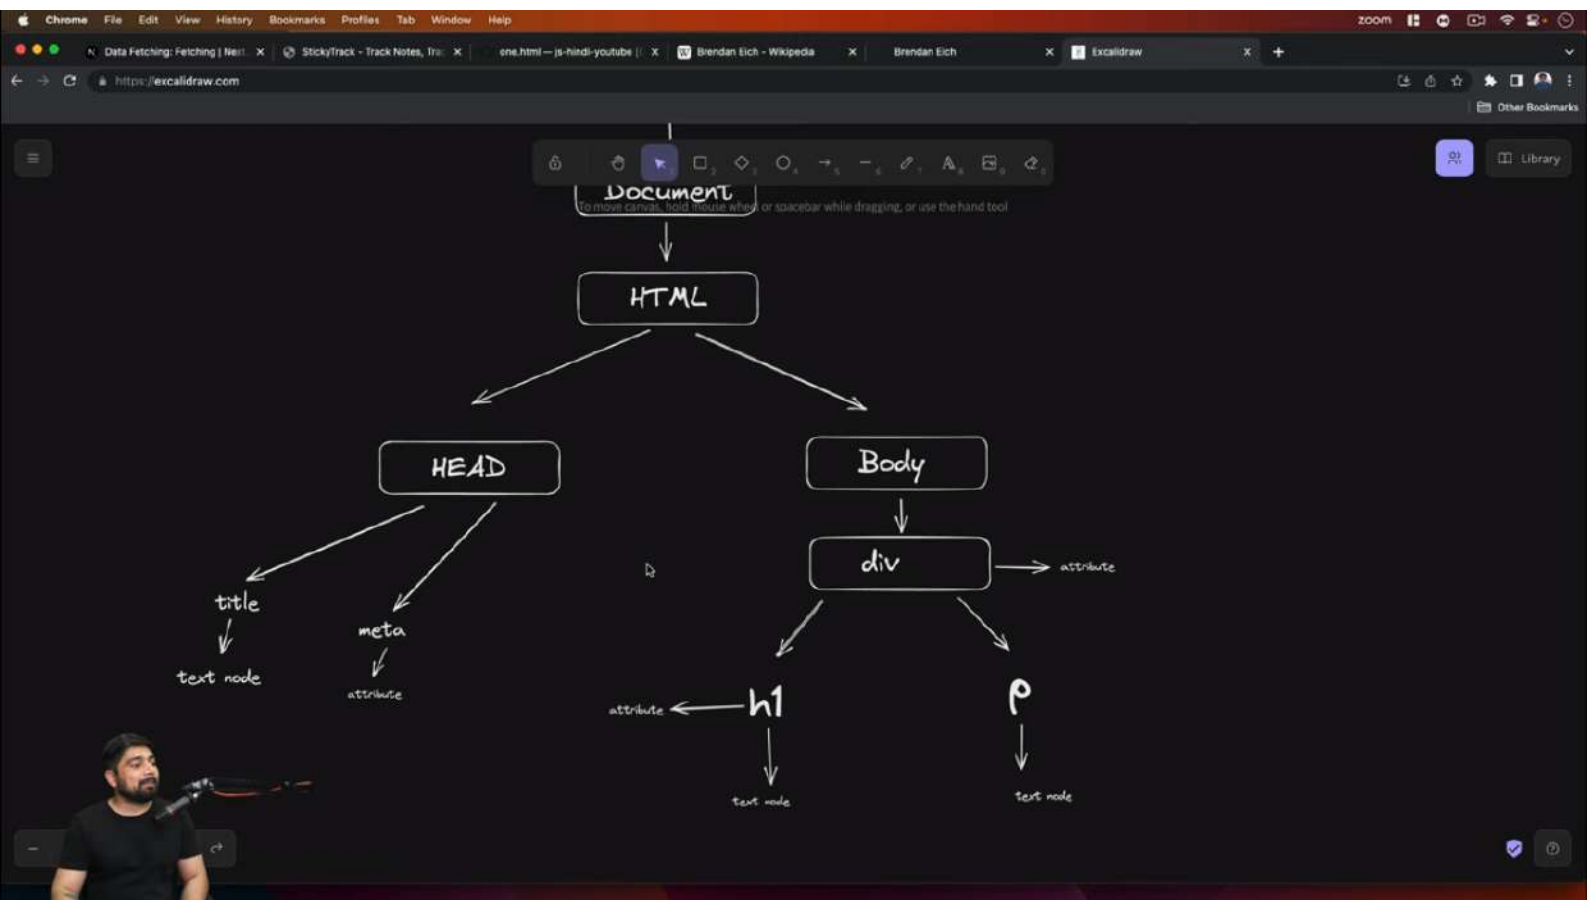 Chrome File Edit View History Bookmarks Profiles Tab Window Help zoom
Data Fetching: Fetching | Next. StickyTrack - Track Notes, Tra one.html — js-hindi-youtube Brendan Eich - Wikipedia Brendan Eich Excalidraw
https://excalidraw.com
Other Bookmarks
Library
Document
To move canvas, hold mouse wheel or spacebar while dragging, or use the hand tool
HTML
HEAD
Body
div
attribute
title
meta
text node
attribute
attribute
h1
p
text node
text node